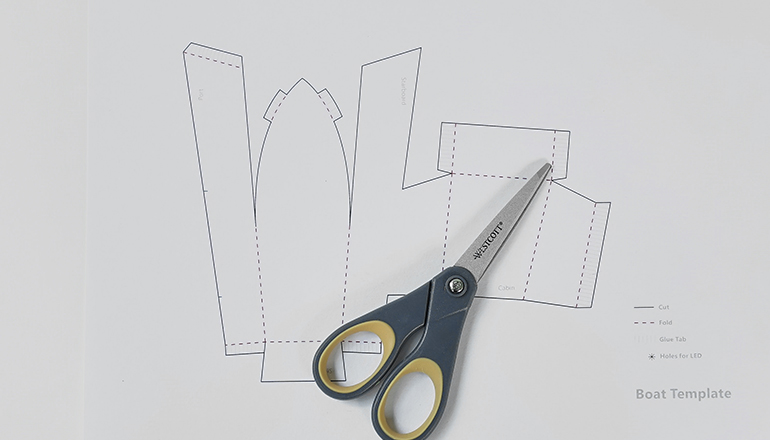 Port
Starboard
WESTCOTT
Cabin
Cut
Fold
Glue Tab
Holes for LED
Boat Template